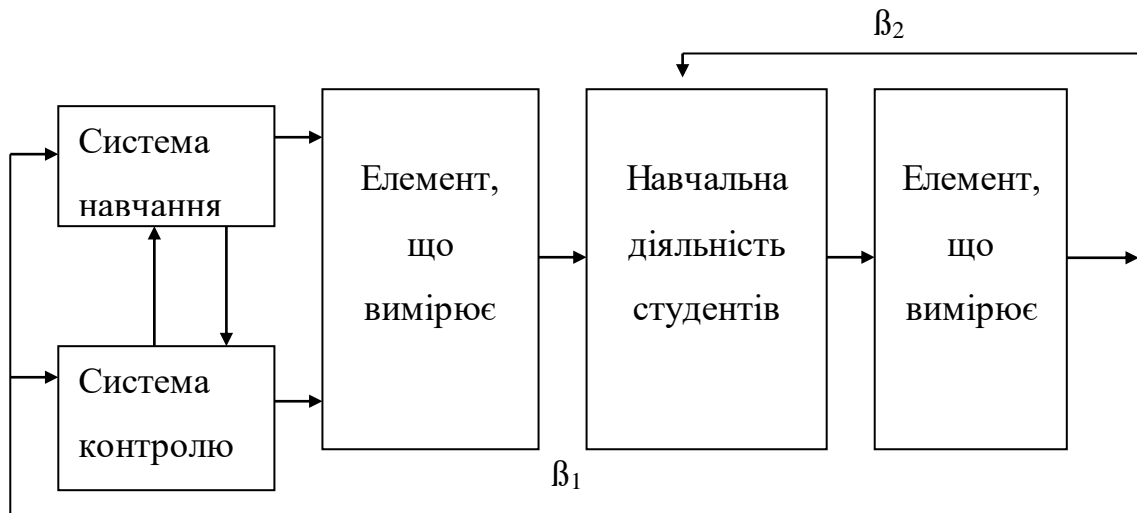 ß₂
Система
навчання
Система
контролю
Елемент,
що
вимірює
Навчальна
діяльність
студентів
Елемент,
що
вимірює
ß₁